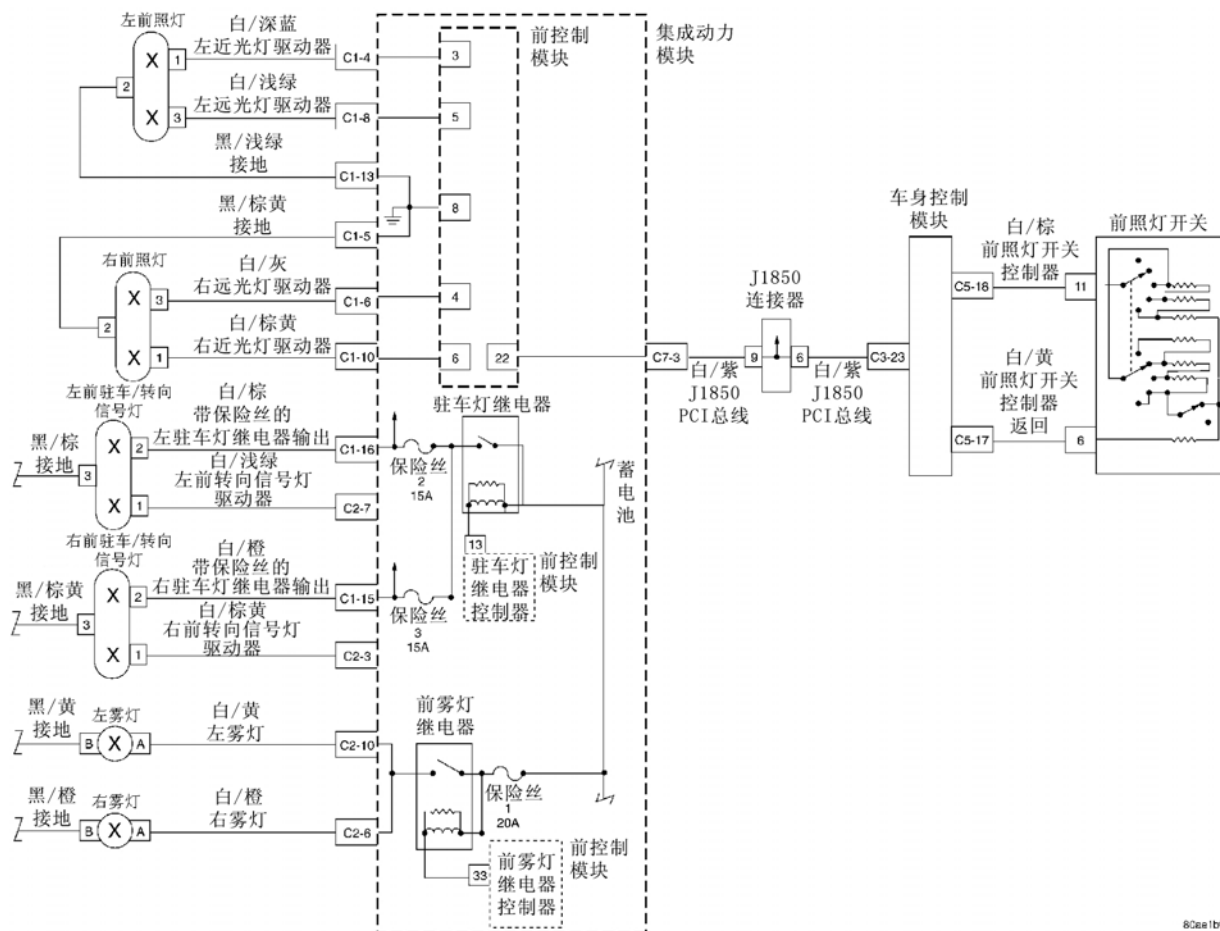 左前照灯
白/深蓝
左近光灯驱动器
1
C1-4
X
2
白/浅绿
左远光灯驱动器
X
3
C1-8
黑/浅绿
接地
C1-13
黑/棕黄
接地
C1-5
右前照灯
白/灰
右远光灯驱动器
X
3
C1-6
2
白/棕黄
右近光灯驱动器
X
1
C1-10
前控制
模块
3
5
8
4
6
22
集成动力
模块
C7-3
白/紫
J1850
PCI总线
J1850
连接器
9
6
白/紫
J1850
PCI总线
C3-23
车身控制
模块
C5-18
白/棕
前照灯开关
控制器
11
前照灯开关
C5-17
白/黄
前照灯开关
控制器
返回
6
左前驻车/转向
信号灯
白/棕
带保险丝的
左驻车灯继电器输出
X
2
C1-16
黑/棕
接地
3
白/浅绿
左前转向信号灯
驱动器
X
1
C2-7
驻车灯继电器
保险丝
2
15A
蓄
电
池
13
驻车灯
继电器
控制器
前控制
模块
右前驻车/转向
信号灯
白/橙
带保险丝的
右驻车灯继电器输出
X
2
C1-15
黑/棕黄
接地
3
白/棕黄
右前转向信号灯
驱动器
X
1
C2-3
保险丝
3
15A
黑/黄
接地
左雾灯
B
X
A
白/黄
左雾灯
C2-10
黑/橙
接地
右雾灯
B
X
A
白/橙
右雾灯
C2-6
前雾灯
继电器
保险丝
1
20A
33
前雾灯
继电器
控制器
前控制
模块